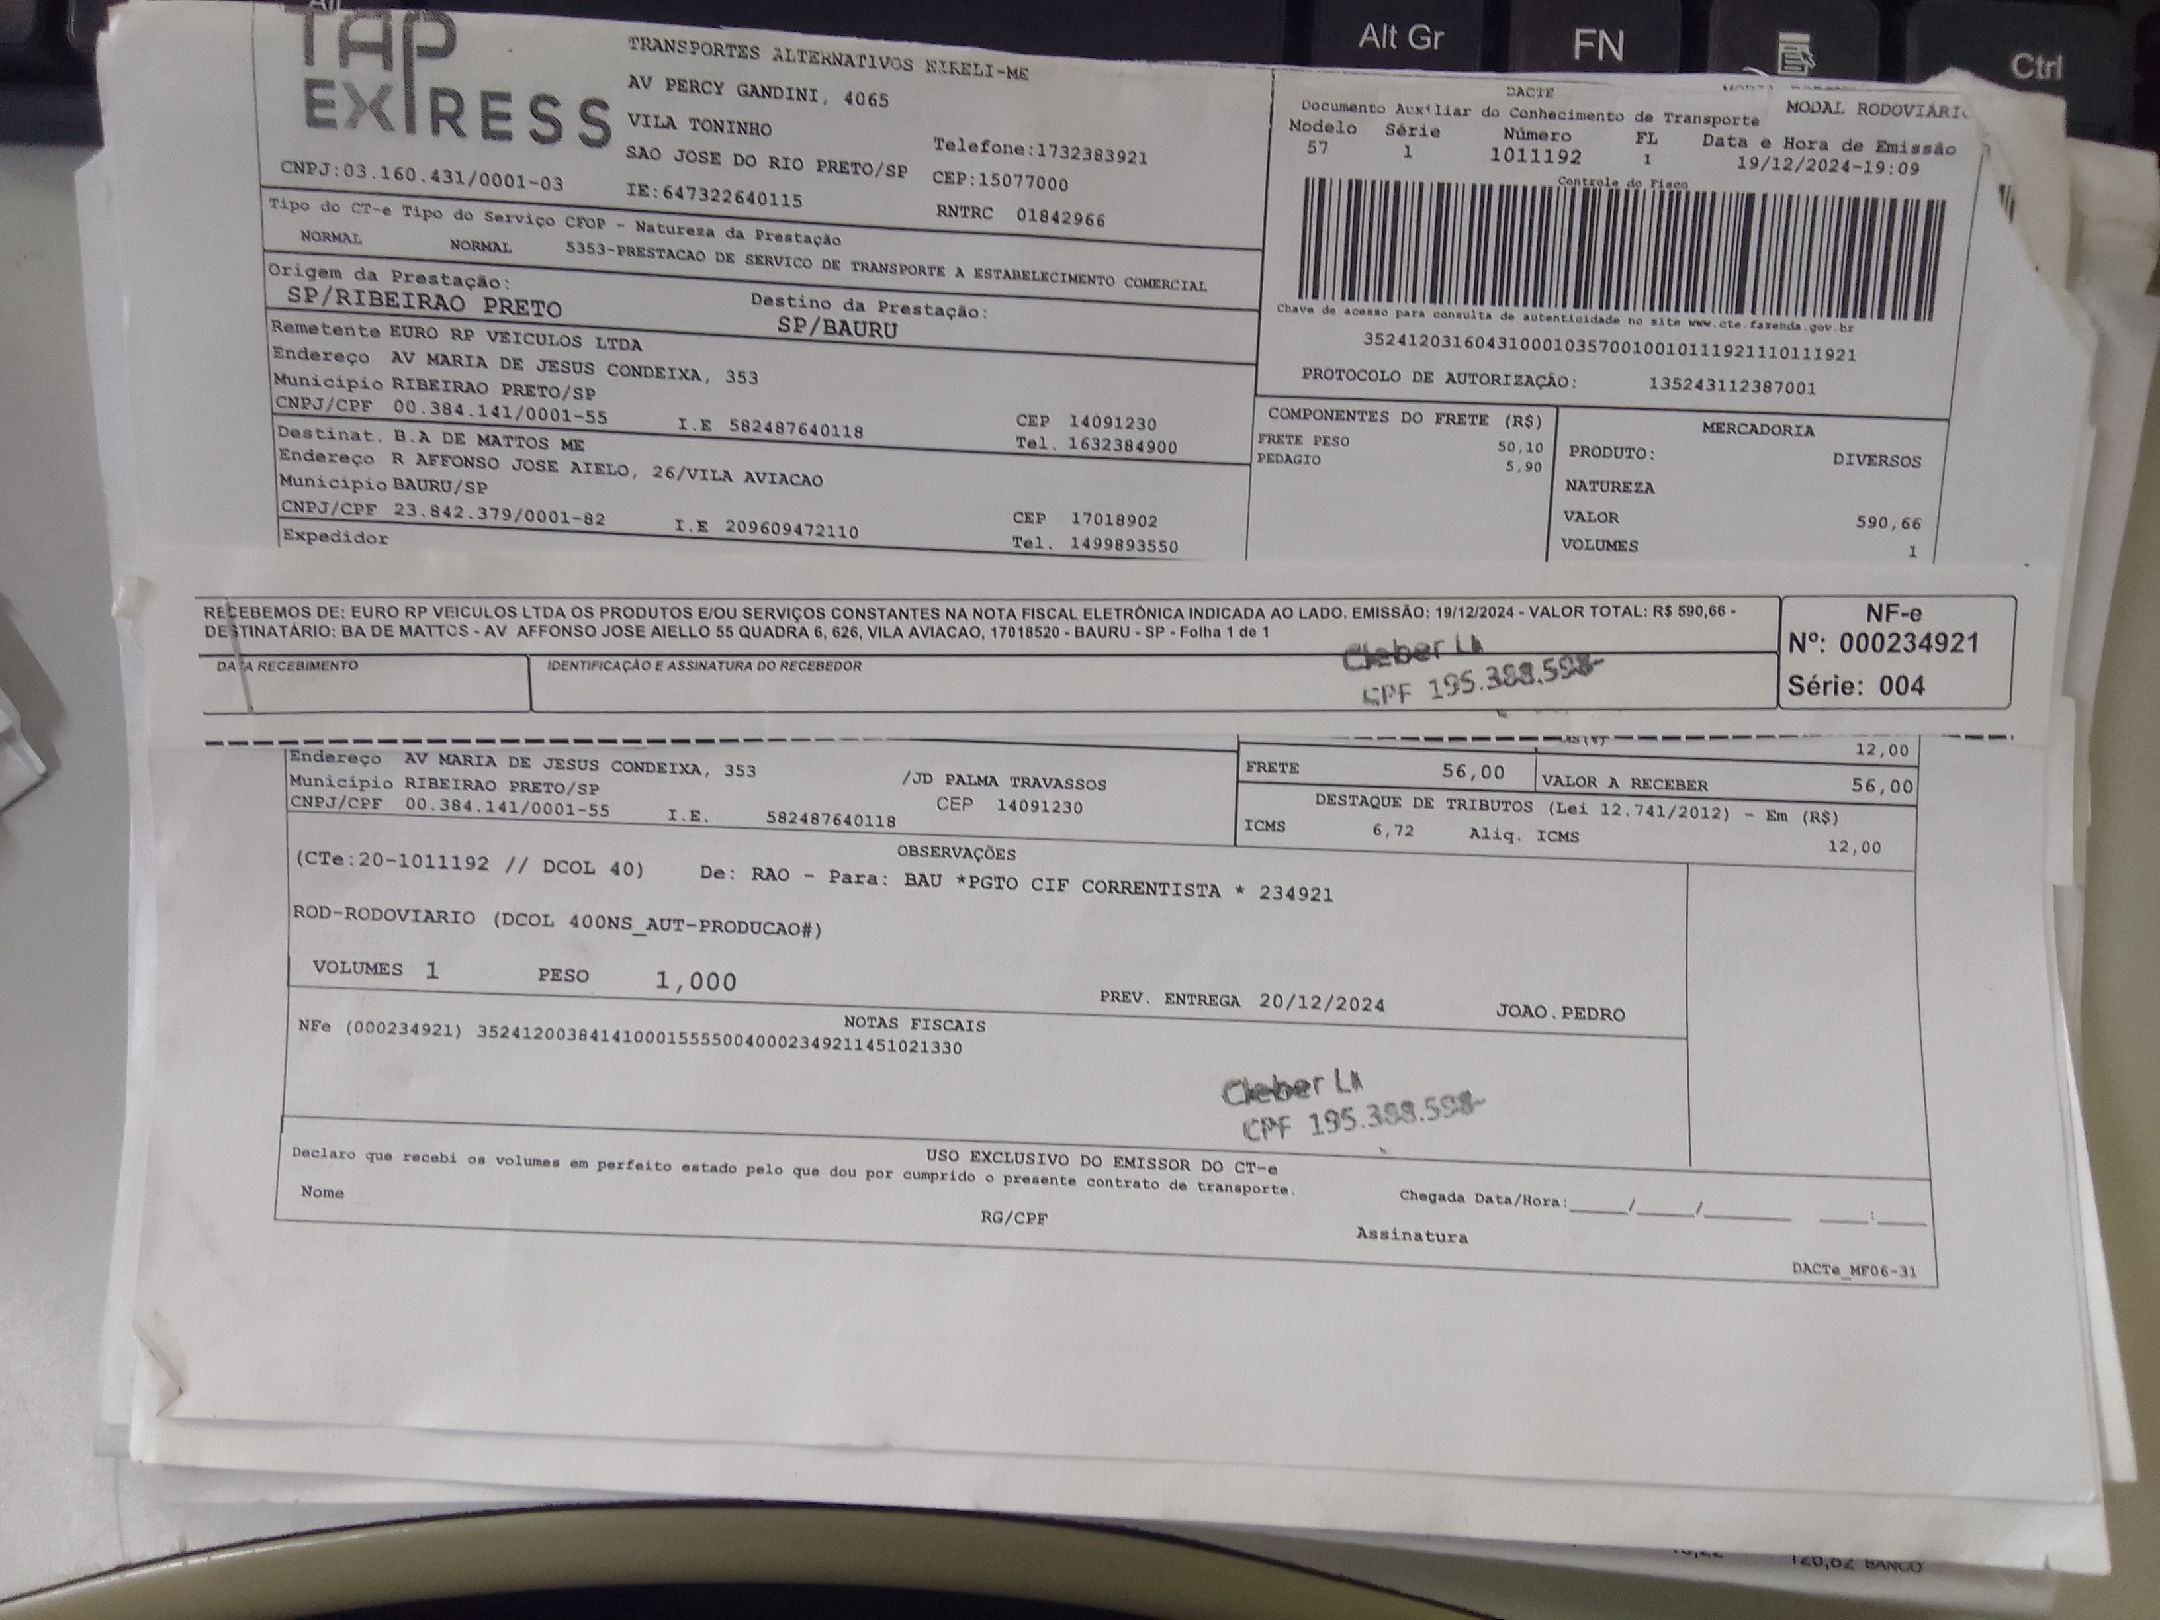 Alt Gr
FN
Ctrl
TAP
EXPRESS
TRANSPORTES ALTERNATIVOS EIRELI-ME
AV PERCY GANDINI, 4065
VILA TONINHO
SAO JOSE DO RIO PRETO/SP
Telefone:1732383921
CEP:15077000
CNPJ:03.160.431/0001-03
IE:647322640115
RNTRC 01842966
DACTE
Documento Auxiliar do Conhecimento de Transporte
MODAL RODOVIÁRIO
Modelo Série Número FL Data e Hora de Emissão
57 1 1011192 1 19/12/2024-19:09
Controle do Fisco
Tipo do CT-e Tipo do Serviço CFOP - Natureza da Prestação
NORMAL NORMAL 5353-PRESTACAO DE SERVICO DE TRANSPORTE A ESTABELECIMENTO COMERCIAL
Origem da Prestação:
SP/RIBEIRAO PRETO
Destino da Prestação:
SP/BAURU
Chave de acesso para consulta de autenticidade no site www.cte.fazenda.gov.br
35241203160431000103570010010111921110111921
PROTOCOLO DE AUTORIZAÇÃO: 135243112387001
Remetente EURO RP VEICULOS LTDA
Endereço AV MARIA DE JESUS CONDEIXA, 353
Município RIBEIRAO PRETO/SP
CEP 14091230
CNPJ/CPF 00.384.141/0001-55 I.E 582487640118
Tel. 1632384900
Destinat. B.A DE MATTOS ME
Endereço R AFFONSO JOSE AIELO, 26/VILA AVIACAO
Município BAURU/SP
CEP 17018902
CNPJ/CPF 23.842.379/0001-82 I.E 209609472110
Tel. 1499893550
Expedidor
COMPONENTES DO FRETE (R$)
FRETE PESO 50,10
PEDAGIO 5,90
MERCADORIA
PRODUTO: DIVERSOS
NATUREZA
VALOR 590,66
VOLUMES 1
RECEBEMOS DE: EURO RP VEICULOS LTDA OS PRODUTOS E/OU SERVIÇOS CONSTANTES NA NOTA FISCAL ELETRÔNICA INDICADA AO LADO. EMISSÃO: 19/12/2024 - VALOR TOTAL: R$ 590,66 -
DESTINATÁRIO: BA DE MATTOS - AV AFFONSO JOSE AIELLO 55 QUADRA 6, 626, VILA AVIACAO, 17018520 - BAURU - SP - Folha 1 de 1
NF-e
Nº: 000234921
Série: 004
DATA RECEBIMENTO
IDENTIFICAÇÃO E ASSINATURA DO RECEBEDOR
Cleber
CPF 195.388.598-
12,00
Endereço AV MARIA DE JESUS CONDEIXA, 353 /JD PALMA TRAVASSOS
Município RIBEIRAO PRETO/SP CEP 14091230
CNPJ/CPF 00.384.141/0001-55 I.E. 582487640118
FRETE 56,00 VALOR A RECEBER 56,00
DESTAQUE DE TRIBUTOS (Lei 12.741/2012) - Em (R$)
ICMS 6,72 Aliq. ICMS 12,00
OBSERVAÇÕES
(CTe:20-1011192 // DCOL 40) De: RAO - Para: BAU *PGTO CIF CORRENTISTA * 234921
ROD-RODOVIARIO (DCOL 400NS_AUT-PRODUCAO#)
VOLUMES 1 PESO 1,000
PREV. ENTREGA 20/12/2024 JOAO.PEDRO
NOTAS FISCAIS
NFe (000234921) 35241200384141000155550040002349211451021330
Cleber
CPF 195.388.598-
USO EXCLUSIVO DO EMISSOR DO CT-e
Declaro que recebi os volumes em perfeito estado pelo que dou por cumprido o presente contrato de transporte.
Nome
RG/CPF
Chegada Data/Hora:_____/_____/________ ____:____
Assinatura
DACTe_MF06-31
126,82 BANCO